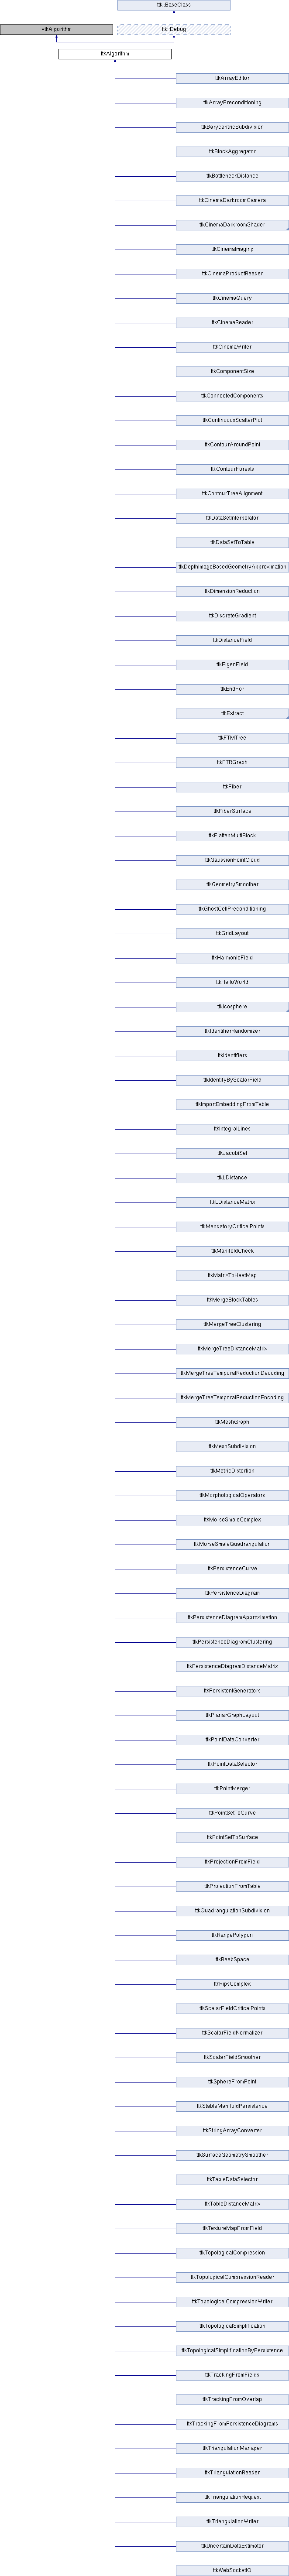 ttk::BaseClass
vtkAlgorithm
ttk::Debug
ttkAlgorithm
ttkArrayEditor
ttkArrayPreconditioning
ttkBarycentricSubdivision
ttkBlockAggregator
ttkBottleneckDistance
ttkCinemaDarkroomCamera
ttkCinemaDarkroomShader
ttkCinemaImaging
ttkCinemaProductReader
ttkCinemaQuery
ttkCinemaReader
ttkCinemaWriter
ttkComponentSize
ttkConnectedComponents
ttkContinuousScatterPlot
ttkContourAroundPoint
ttkContourForests
ttkContourTreeAlignment
ttkDataSetInterpolator
ttkDataSetToTable
ttkDepthImageBasedGeometryApproximation
ttkDimensionReduction
ttkDiscreteGradient
ttkDistanceField
ttkEigenField
ttkEndFor
ttkExtract
ttkFTMTree
ttkFTRGraph
ttkFiber
ttkFiberSurface
ttkFlattenMultiBlock
ttkGaussianPointCloud
ttkGeometrySmoother
ttkGhostCellPreconditioning
ttkGridLayout
ttkHarmonicField
ttkHelloWorld
ttkIcosphere
ttkIdentifierRandomizer
ttkIdentifiers
ttkIdentifyByScalarField
ttkImportEmbeddingFromTable
ttkIntegralLines
ttkJacobiSet
ttkLDistance
ttkLDistanceMatrix
ttkMandatoryCriticalPoints
ttkManifoldCheck
ttkMatrixToHeatMap
ttkMergeBlockTables
ttkMergeTreeClustering
ttkMergeTreeDistanceMatrix
ttkMergeTreeTemporalReductionDecoding
ttkMergeTreeTemporalReductionEncoding
ttkMeshGraph
ttkMeshSubdivision
ttkMetricDistortion
ttkMorphologicalOperators
ttkMorseSmaleComplex
ttkMorseSmaleQuadrangulation
ttkPersistenceCurve
ttkPersistenceDiagram
ttkPersistenceDiagramApproximation
ttkPersistenceDiagramClustering
ttkPersistenceDiagramDistanceMatrix
ttkPersistentGenerators
ttkPlanarGraphLayout
ttkPointDataConverter
ttkPointDataSelector
ttkPointMerger
ttkPointSetToCurve
ttkPointSetToSurface
ttkProjectionFromField
ttkProjectionFromTable
ttkQuadrangulationSubdivision
ttkRangePolygon
ttkReebSpace
ttkRipsComplex
ttkScalarFieldCriticalPoints
ttkScalarFieldNormalizer
ttkScalarFieldSmoother
ttkSphereFromPoint
ttkStableManifoldPersistence
ttkStringArrayConverter
ttkSurfaceGeometrySmoother
ttkTableDataSelector
ttkTableDistanceMatrix
ttkTextureMapFromField
ttkTopologicalCompression
ttkTopologicalCompressionReader
ttkTopologicalCompressionWriter
ttkTopologicalSimplification
ttkTopologicalSimplificationByPersistence
ttkTrackingFromFields
ttkTrackingFromOverlap
ttkTrackingFromPersistenceDiagrams
ttkTriangulationManager
ttkTriangulationReader
ttkTriangulationRequest
ttkTriangulationWriter
ttkUncertainDataEstimator
ttkWebSocketIO